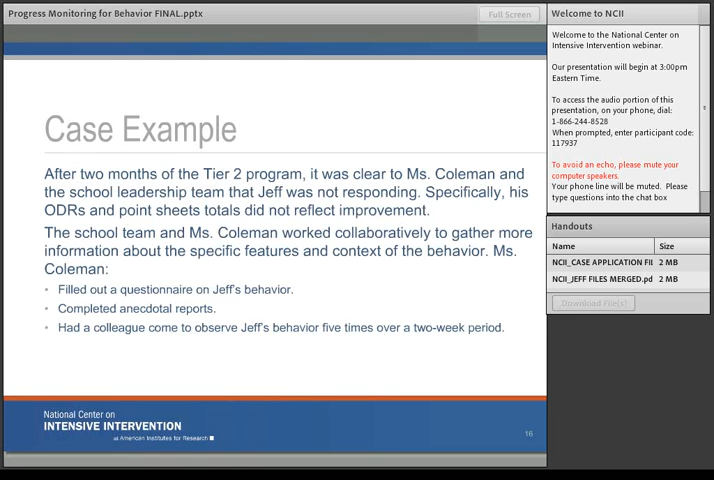 Progress Monitoring for Behavior FINAL.pptx
Full Screen
Case Example
After two months of the Tier 2 program, it was clear to Ms. Coleman and
the school leadership team that Jeff was not responding. Specifically, his
ODRs and point sheets totals did not reflect improvement.
The school team and Ms. Coleman worked collaboratively to gather more
information about the specific features and context of the behavior. Ms.
Coleman:
• Filled out a questionnaire on Jeff's behavior.
• Completed anecdotal reports.
• Had a colleague come to observe Jeff's behavior five times over a two-week period.
National Center on
INTENSIVE INTERVENTION
at American Institutes for Research
16
Welcome to NCII
Welcome to the National Center on
Intensive Intervention webinar.
Our presentation will begin at 3:00pm
Eastern Time.
To access the audio portion of this
presentation, on your phone, dial:
1-866-244-8528
When prompted, enter participant code:
117937
To avoid an echo, please mute your
computer speakers.
Your phone line will be muted. Please
type questions into the chat box
Handouts
Name Size
NCII_CASE APPLICATION FII 2 MB
NCII_JEFF FILES MERGED.pd 2 MB
Download File(s)